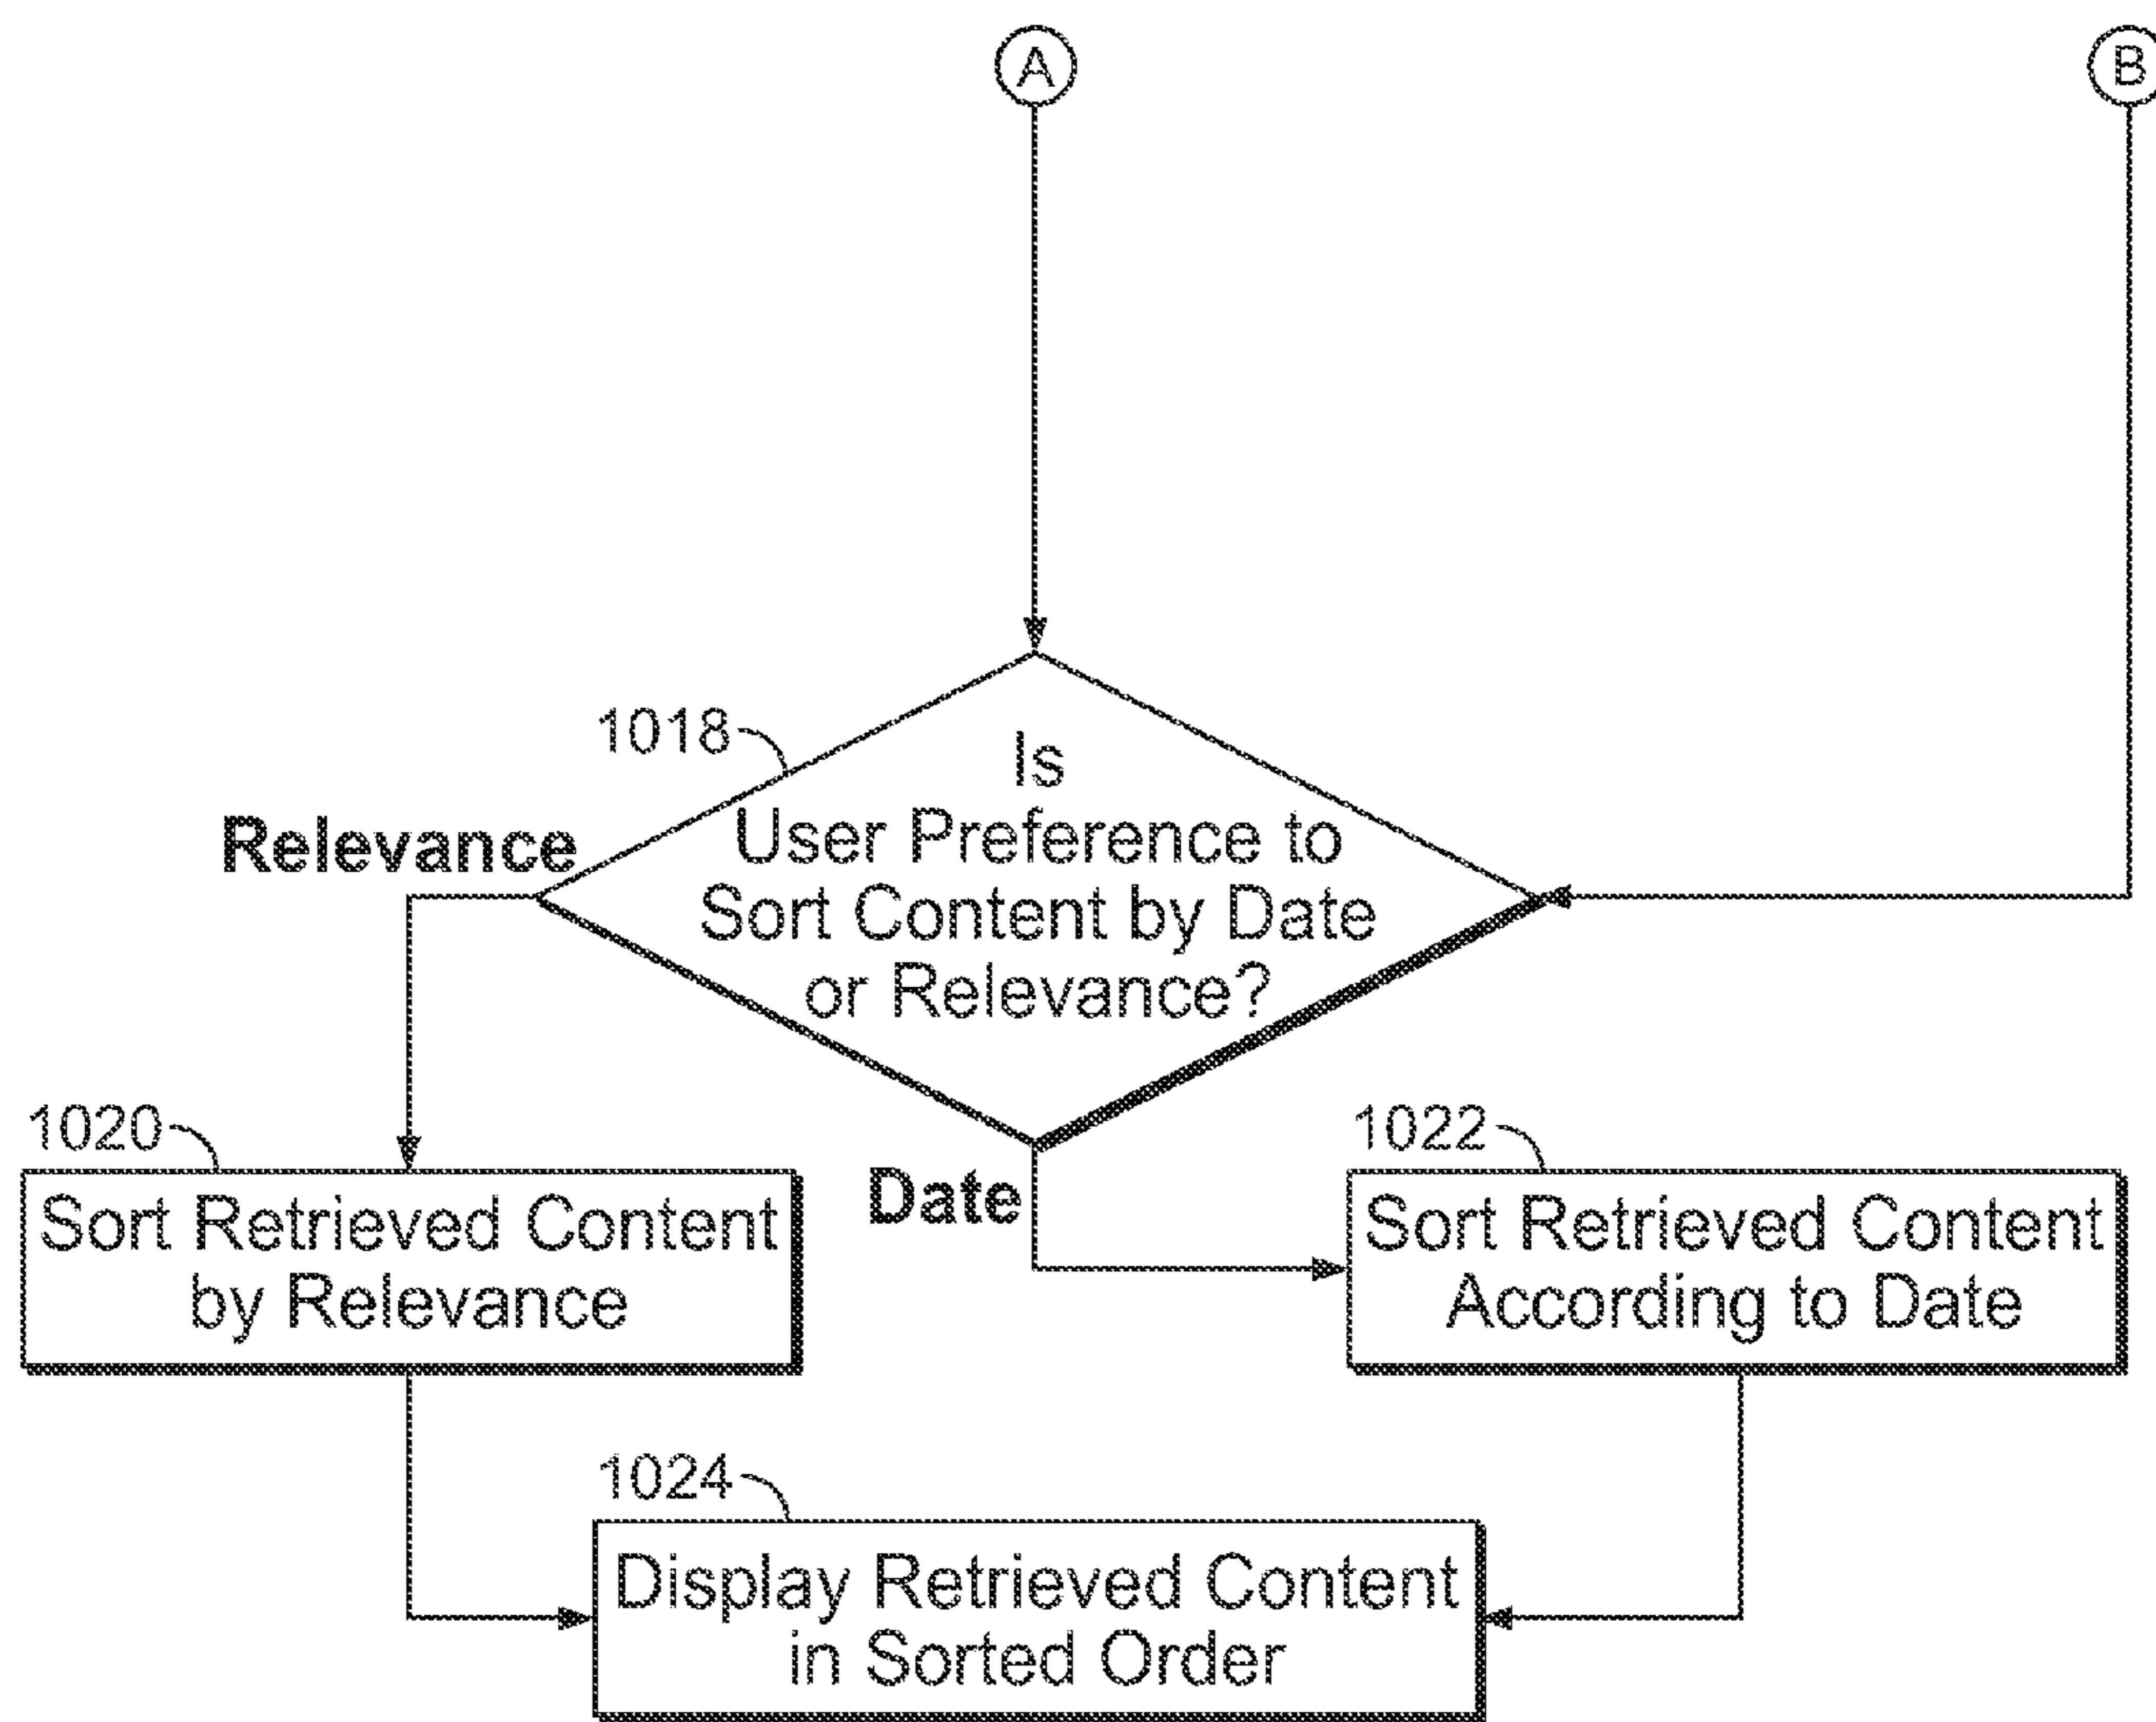 A
B
1018
Is
User Preference to
Sort Content by Date
or Relevance?
Relevance
Date
1020
Sort Retrieved Content
by Relevance
1022
Sort Retrieved Content
According to Date
1024
Display Retrieved Content
in Sorted Order